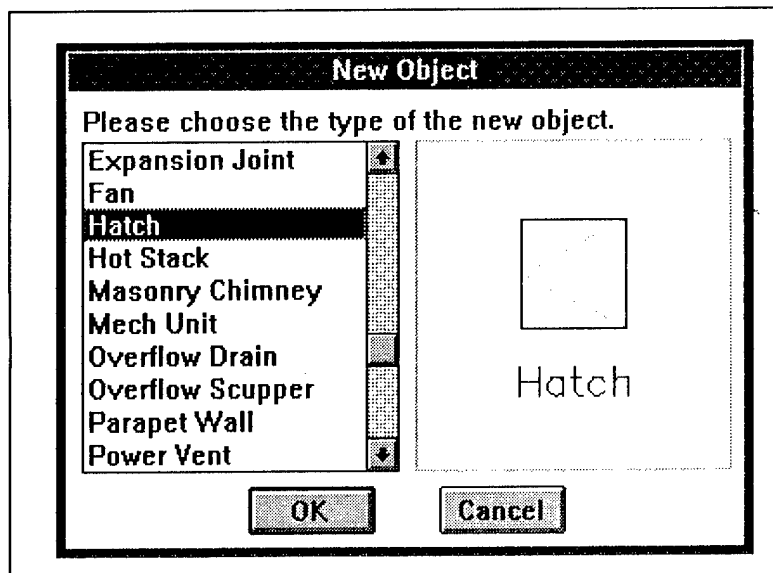 New Object
Please choose the type of the new object.
Expansion Joint
Fan
Hatch
Hot Stack
Masonry Chimney
Mech Unit
Overflow Drain
Overflow Scupper
Parapet Wall
Power Vent
Hatch
OK
Cancel